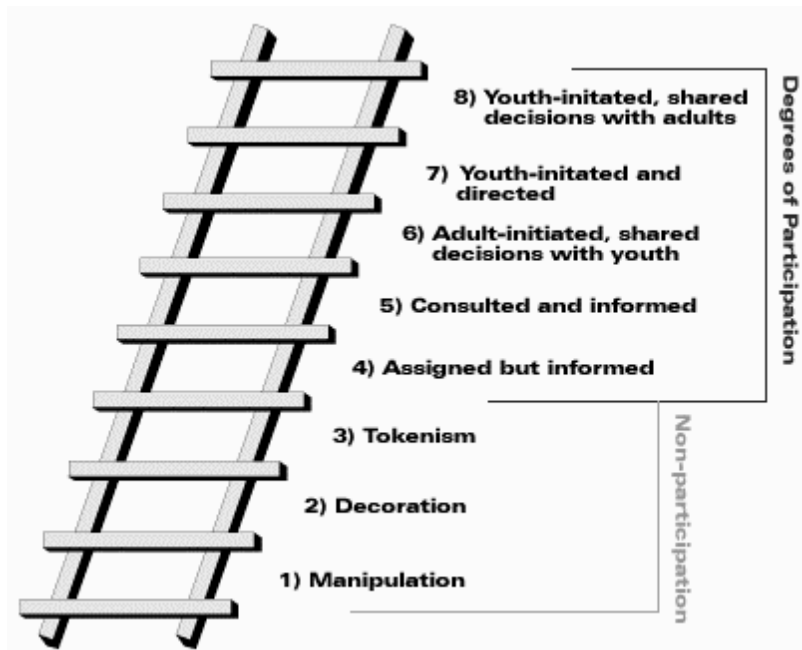 8) Youth-initated, shared
decisions with adults
7) Youth-initated and
directed
6) Adult-initiated, shared
decisions with youth
5) Consulted and informed
4) Assigned but informed
3) Tokenism
2) Decoration
1) Manipulation
Degrees of Participation
Non-participation